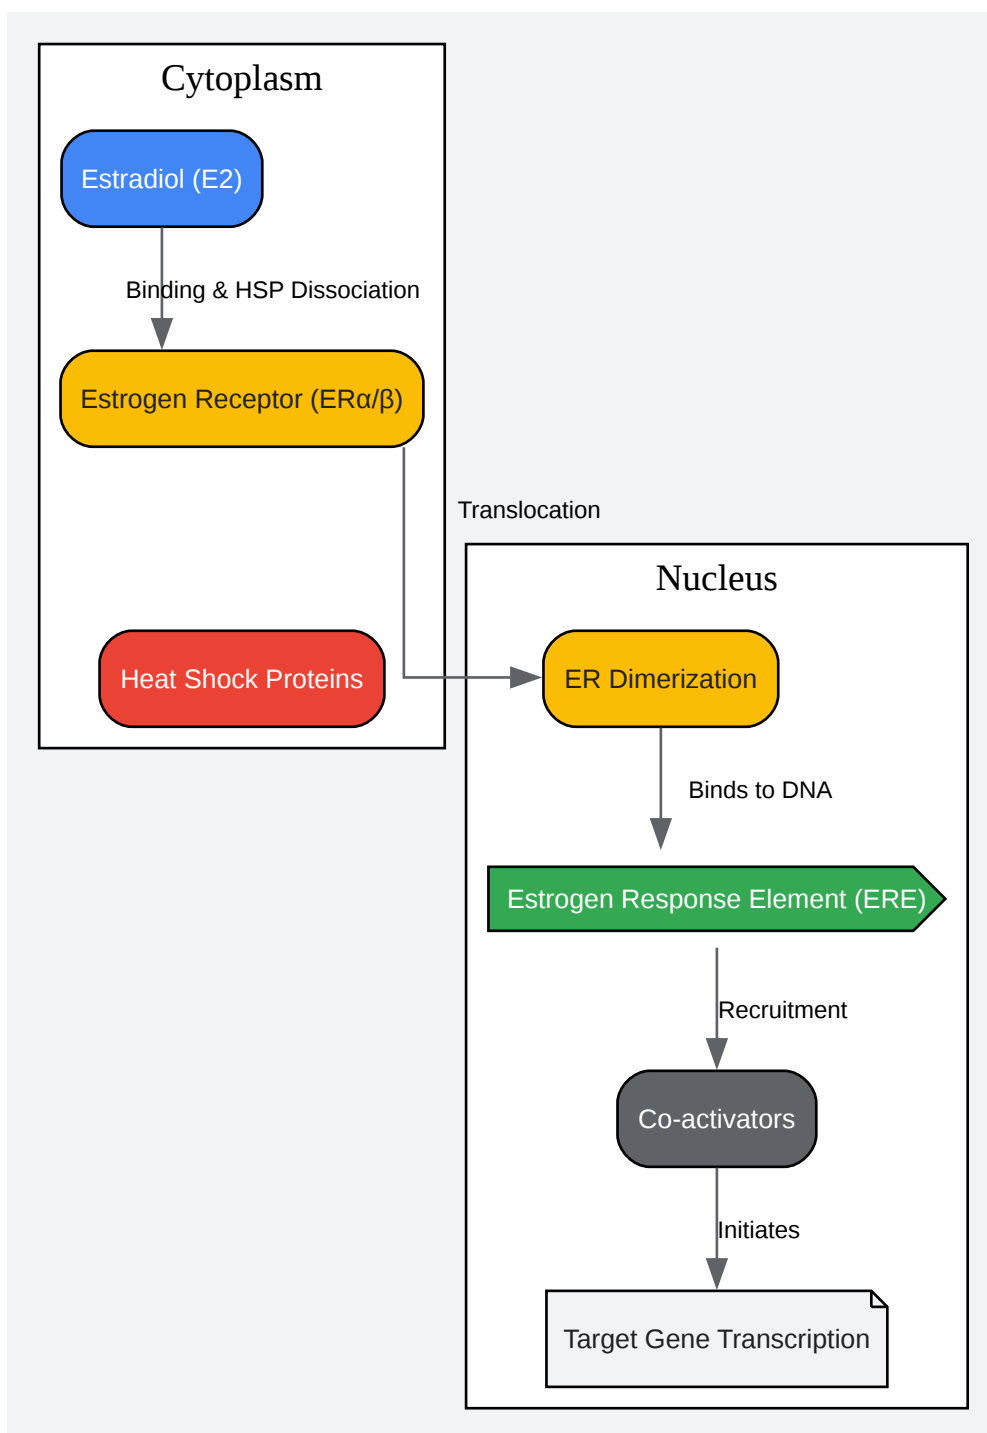 Cytoplasm
Estradiol (E2)
Binding & HSP Dissociation
Estrogen Receptor (ERα/β)
Translocation
Nucleus
Heat Shock Proteins
ER Dimerization
Binds to DNA
Estrogen Response Element (ERE)
Recruitment
Co-activators
Initiates
Target Gene Transcription